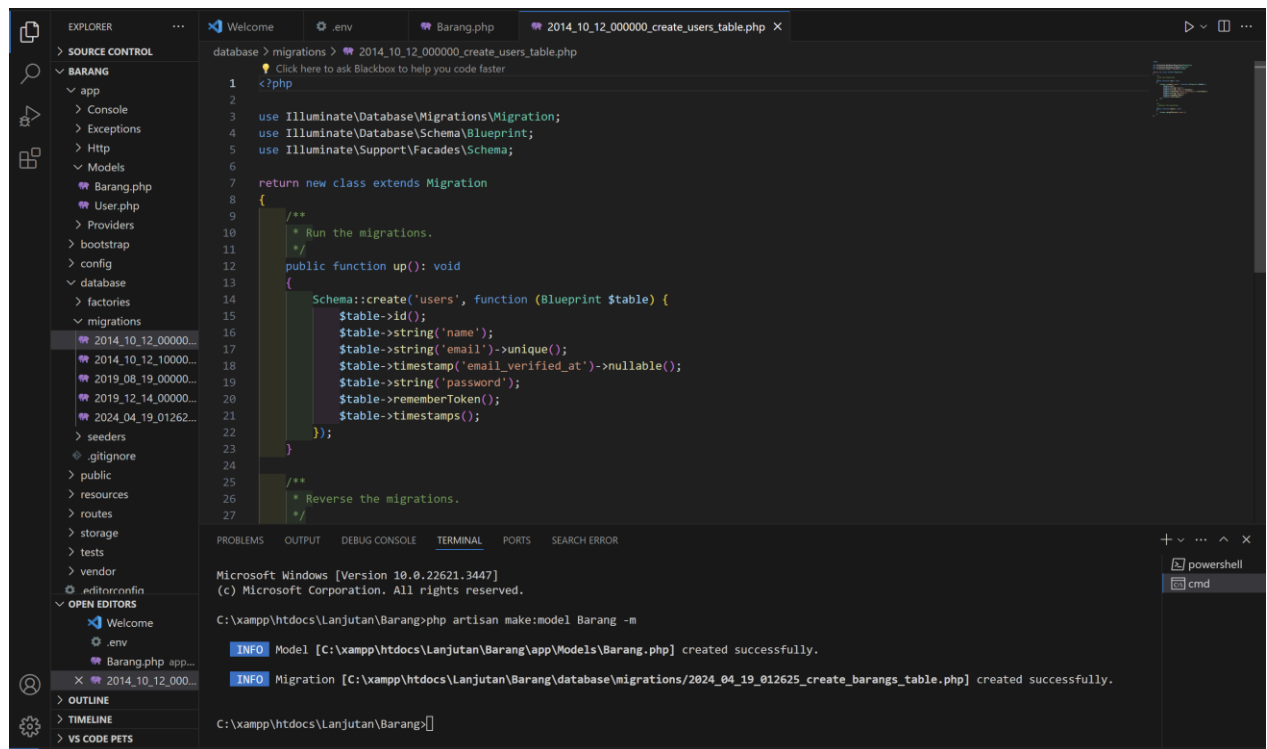 EXPLORER ···
SOURCE CONTROL
BARANG
app
Console
Exceptions
Http
Models
Barang.php
User.php
Providers
bootstrap
config
database
factories
migrations
2014_10_12_00000...
2014_10_12_10000...
2019_08_19_00000...
2019_12_14_00000...
2024_04_19_01262...
seeders
.gitignore
public
resources
routes
storage
tests
vendor
.editorconfig
OPEN EDITORS
Welcome
.env
Barang.php app...
2014_10_12_000...
OUTLINE
TIMELINE
VS CODE PETS
Welcome .env Barang.php 2014_10_12_000000_create_users_table.php
database > migrations > 2014_10_12_000000_create_users_table.php
Click here to ask Blackbox to help you code faster
1 <?php
2
3 use Illuminate\Database\Migrations\Migration;
4 use Illuminate\Database\Schema\Blueprint;
5 use Illuminate\Support\Facades\Schema;
6
7 return new class extends Migration
8 {
9 /**
10 * Run the migrations.
11 */
12 public function up(): void
13 {
14 Schema::create('users', function (Blueprint $table) {
15 $table->id();
16 $table->string('name');
17 $table->string('email')->unique();
18 $table->timestamp('email_verified_at')->nullable();
19 $table->string('password');
20 $table->rememberToken();
21 $table->timestamps();
22 });
23 }
24
25 /**
26 * Reverse the migrations.
27 */
PROBLEMS OUTPUT DEBUG CONSOLE TERMINAL PORTS SEARCH ERROR
Microsoft Windows [Version 10.0.22621.3447]
(c) Microsoft Corporation. All rights reserved.
C:\xampp\htdocs\Lanjutan\Barang>php artisan make:model Barang -m
INFO Model [C:\xampp\htdocs\Lanjutan\Barang\app\Models\Barang.php] created successfully.
INFO Migration [C:\xampp\htdocs\Lanjutan\Barang\database\migrations/2024_04_19_012625_create_barangs_table.php] created successfully.
C:\xampp\htdocs\Lanjutan\Barang>
powershell
cmd